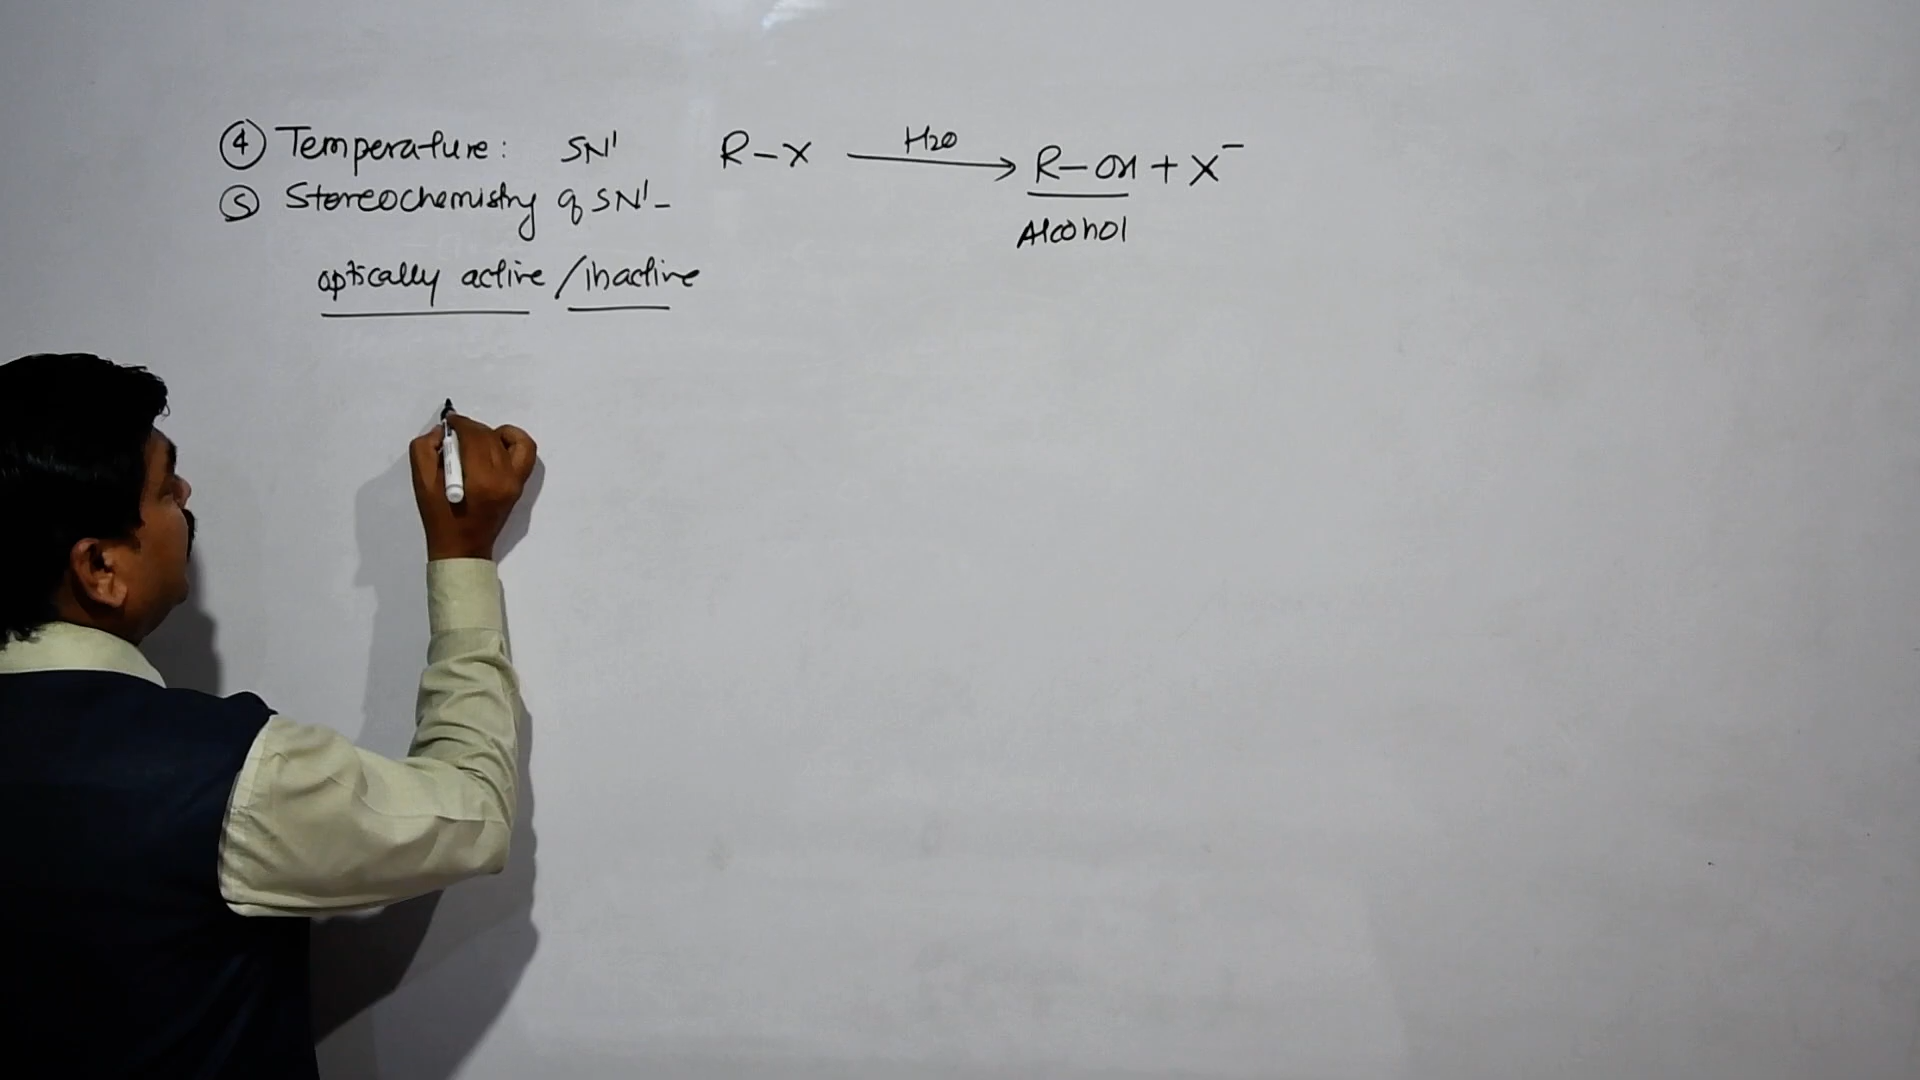 ④ Temperature: SN¹ R-X ⟶ H₂O R-OH + X⁻
⑤ Stereochemistry of SN¹-
Alcohol
optically active / inactive